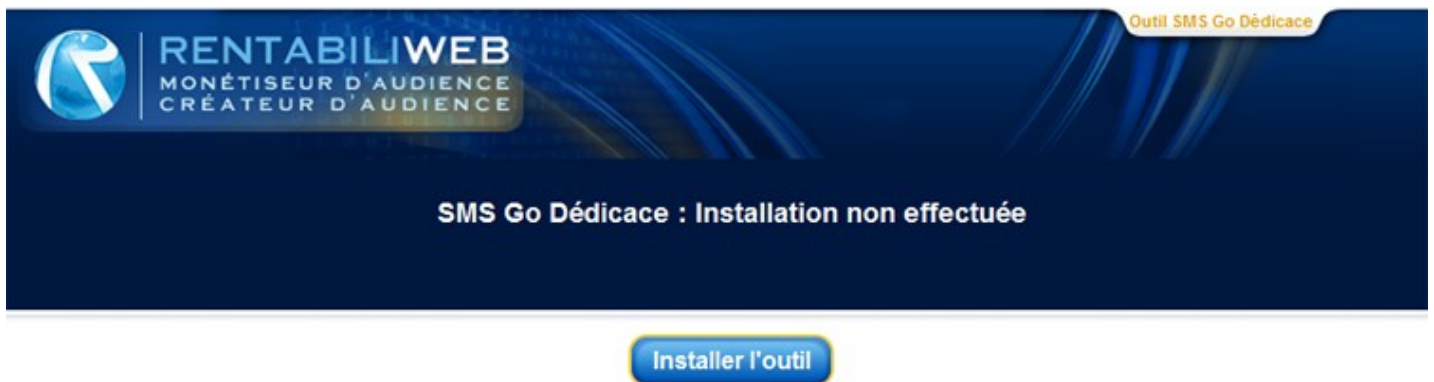 Outil SMS Go Dédicace
RENTABILIWEB
MONÉTISEUR D'AUDIENCE
CRÉATEUR D'AUDIENCE
SMS Go Dédicace : Installation non effectuée
Installer l'outil